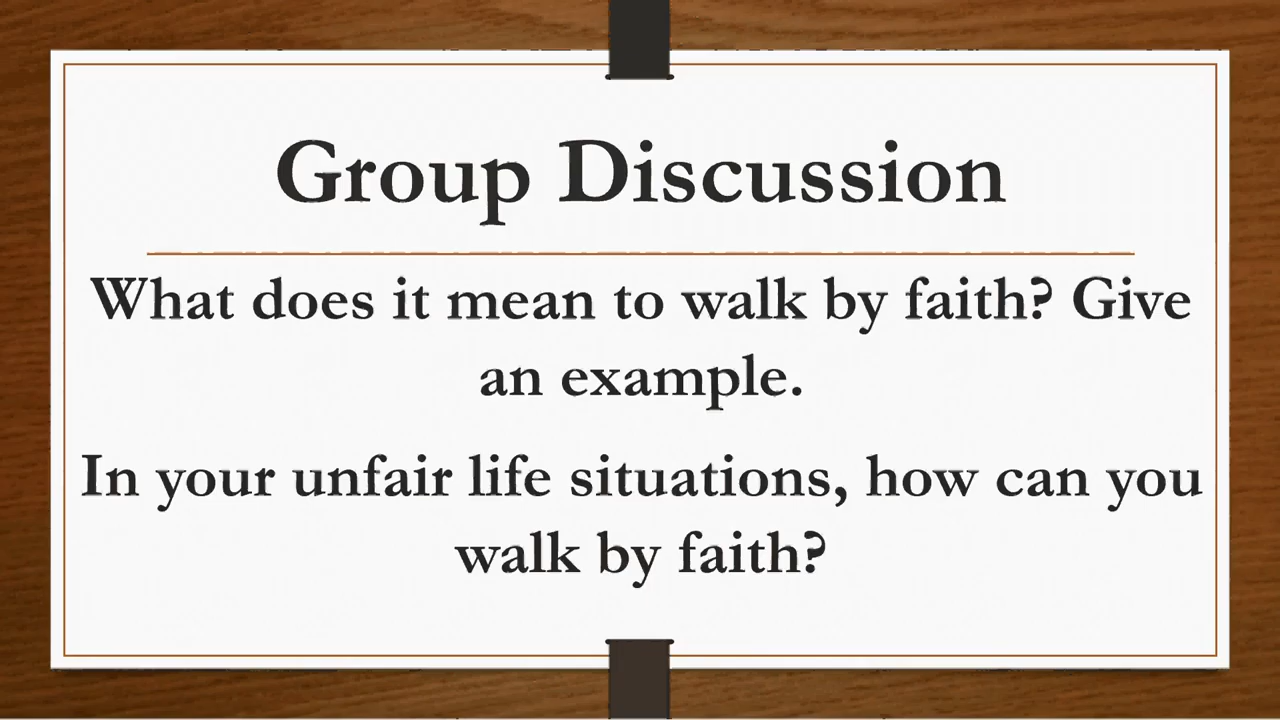 Group Discussion
What does it mean to walk by faith? Give
an example.
In your unfair life situations, how can you
walk by faith?